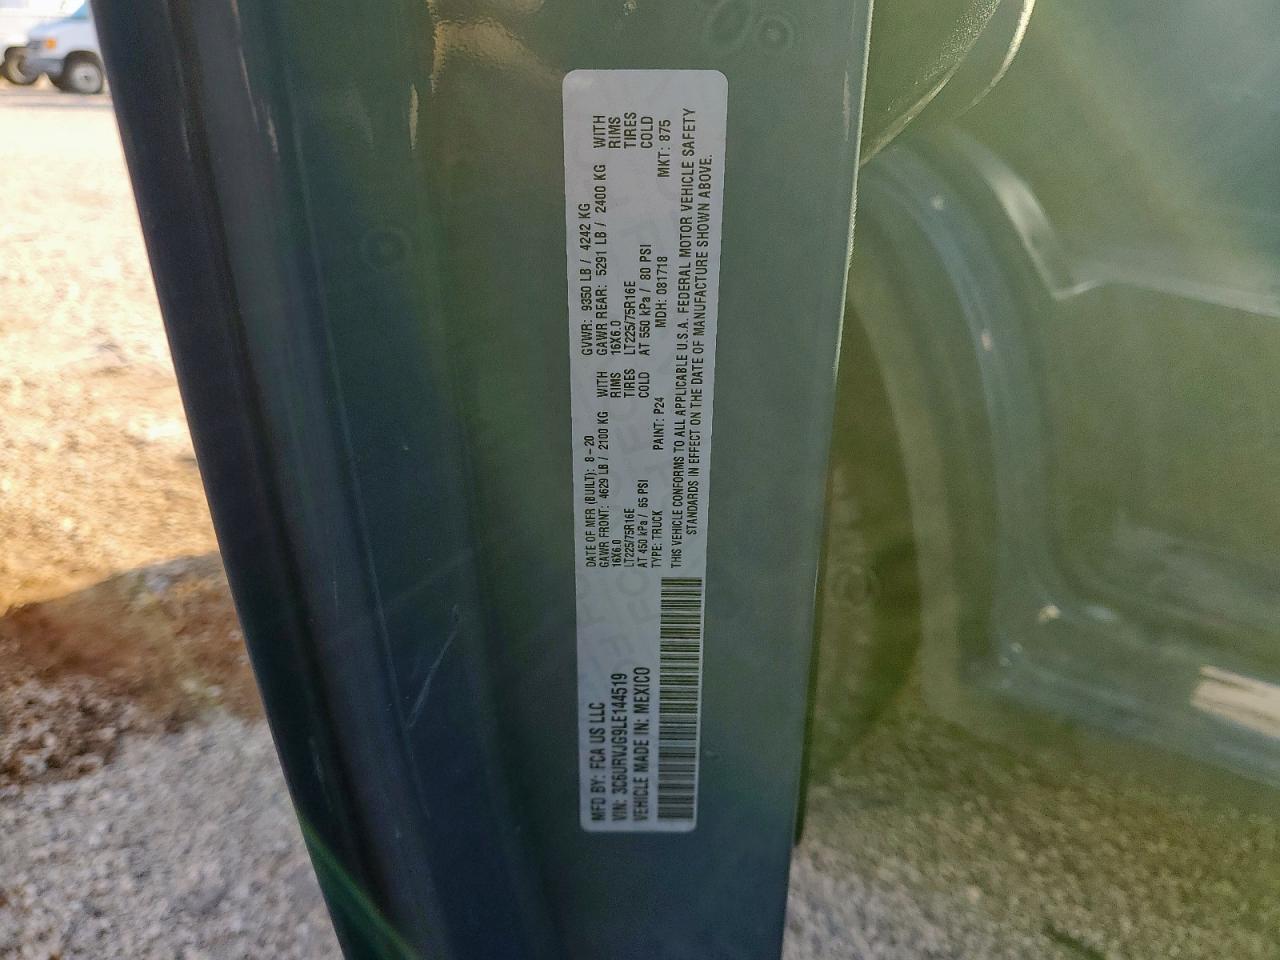 MFD BY: FCA US LLC
VIN: 3C6URVJG9LE144519
VEHICLE MADE IN: MEXICO
DATE OF MFR (BUILT): 8-20 GVWR: 9350 LB / 4242 KG
GAWR FRONT: 4629 LB / 2100 KG WITH GAWR REAR: 5291 LB / 2400 KG WITH
16X6.0 RIMS 16X6.0 RIMS
LT225/75R16E TIRES LT225/75R16E TIRES
AT 450 kPa / 65 PSI COLD AT 550 kPa / 80 PSI COLD
TYPE: TRUCK PAINT: P24 MDH: 081718 MKT: 875
THIS VEHICLE CONFORMS TO ALL APPLICABLE U.S.A. FEDERAL MOTOR VEHICLE SAFETY
STANDARDS IN EFFECT ON THE DATE OF MANUFACTURE SHOWN ABOVE.